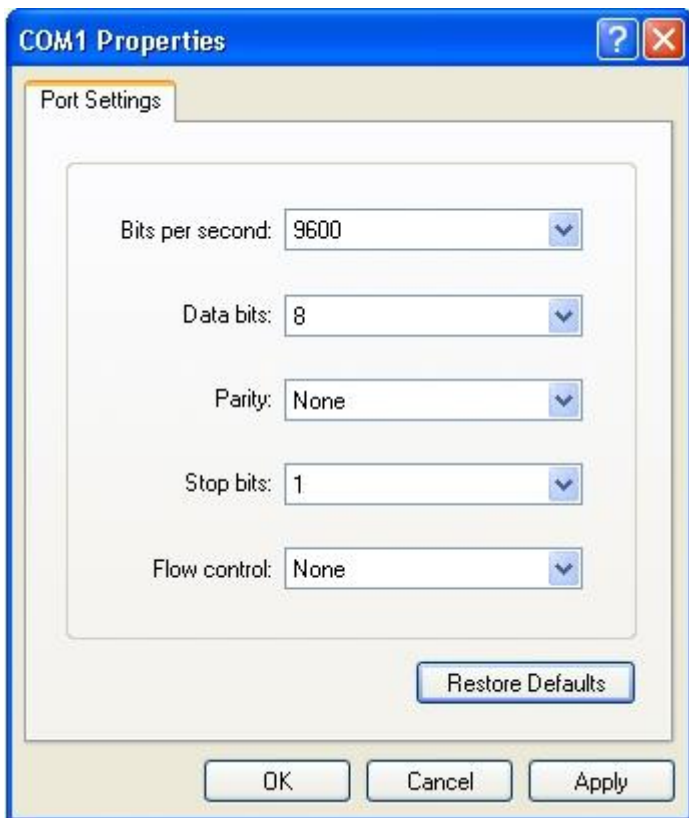 COM1 Properties
Port Settings
Bits per second: 9600
Data bits: 8
Parity: None
Stop bits: 1
Flow control: None
Restore Defaults
OK Cancel Apply